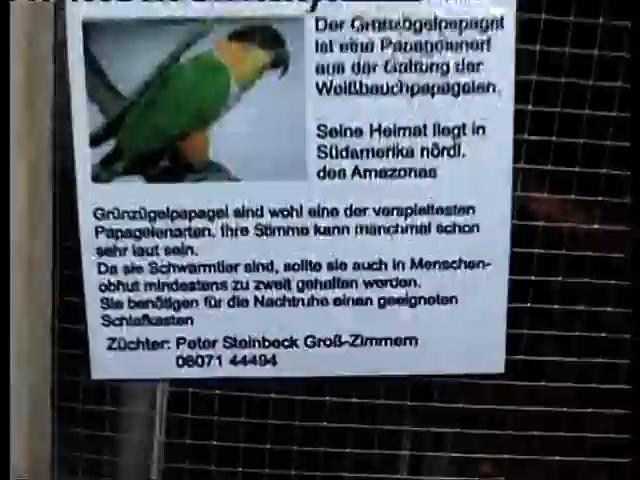 Der Grünzügelpapagei
ist eine Papageienart
aus der Gattung der
Weißbauchpapageien.
Seine Heimat liegt in
Südamerika nördl.
des Amazonas
Grünzügelpapagei sind wohl eine der verspieltesten
Papageienarten. Ihre Stimme kann manchmal schon
sehr laut sein.
Da sie Schwarmtier sind, sollte sie auch in Menschen-
obhut mindestens zu zweit gehalten werden.
Sie benötigen für die Nachtruhe einen geeigneten
Schlafkasten
Züchter: Peter Steinbeck Groß-Zimmern
06071 44494